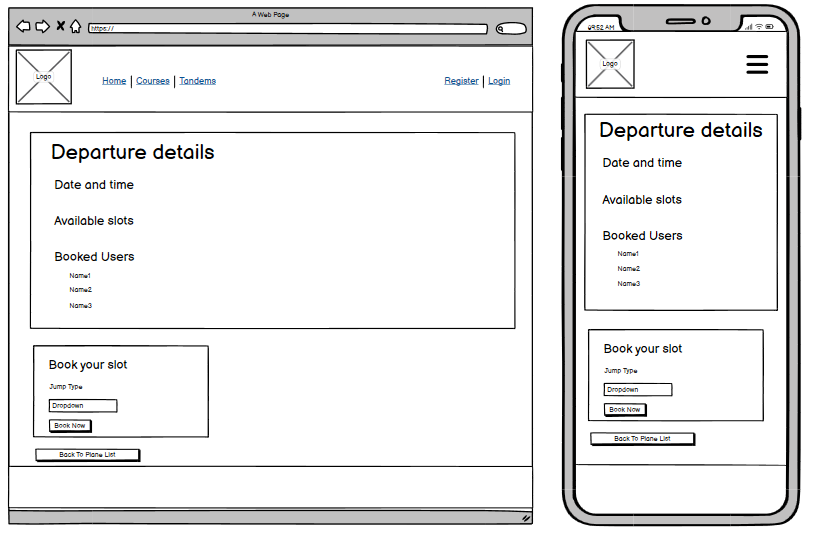 A Web Page
https://
Logo
Home | Courses | Tandems
Register | Login
Departure details
Date and time
Available slots
Booked Users
Name1
Name2
Name3
Book your slot
Jump Type
Dropdown
Book Now
Back To Plane List
09:52 AM
Logo
Departure details
Date and time
Available slots
Booked Users
Name1
Name2
Name3
Book your slot
Jump Type
Dropdown
Book Now
Back To Plane List